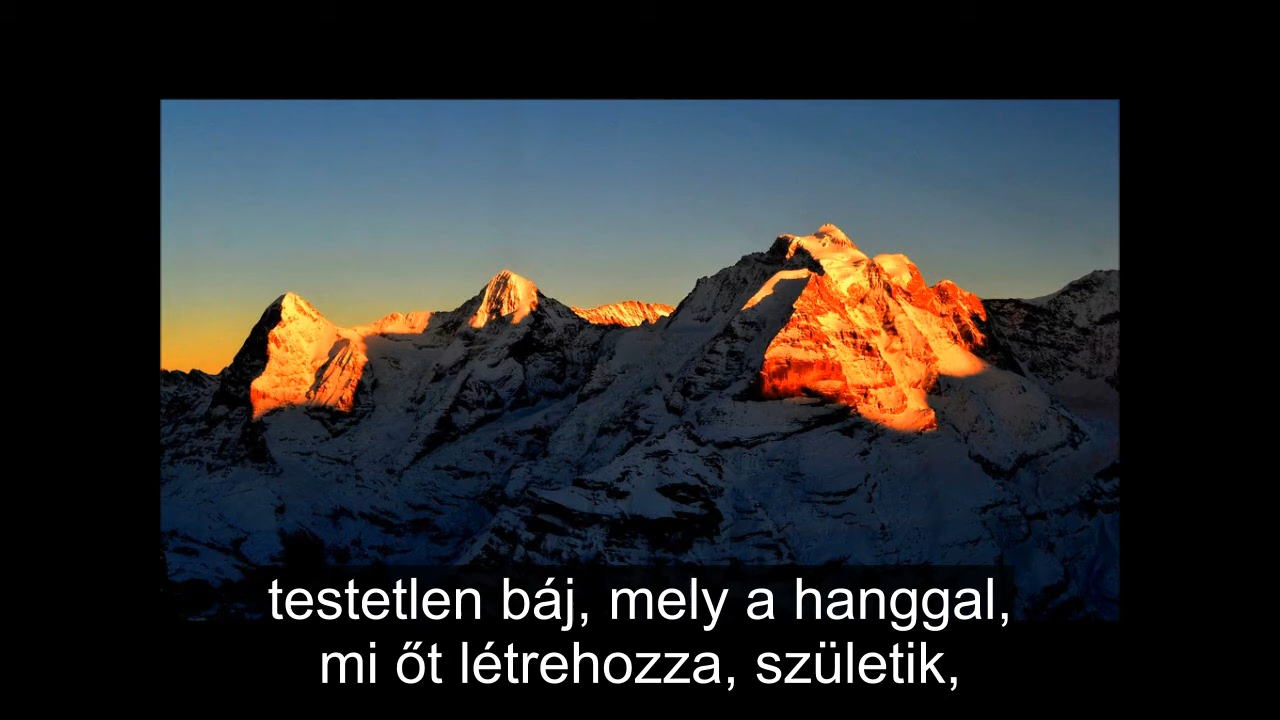 testetlen báj, mely a hanggal,
mi őt létrehozza, születik,